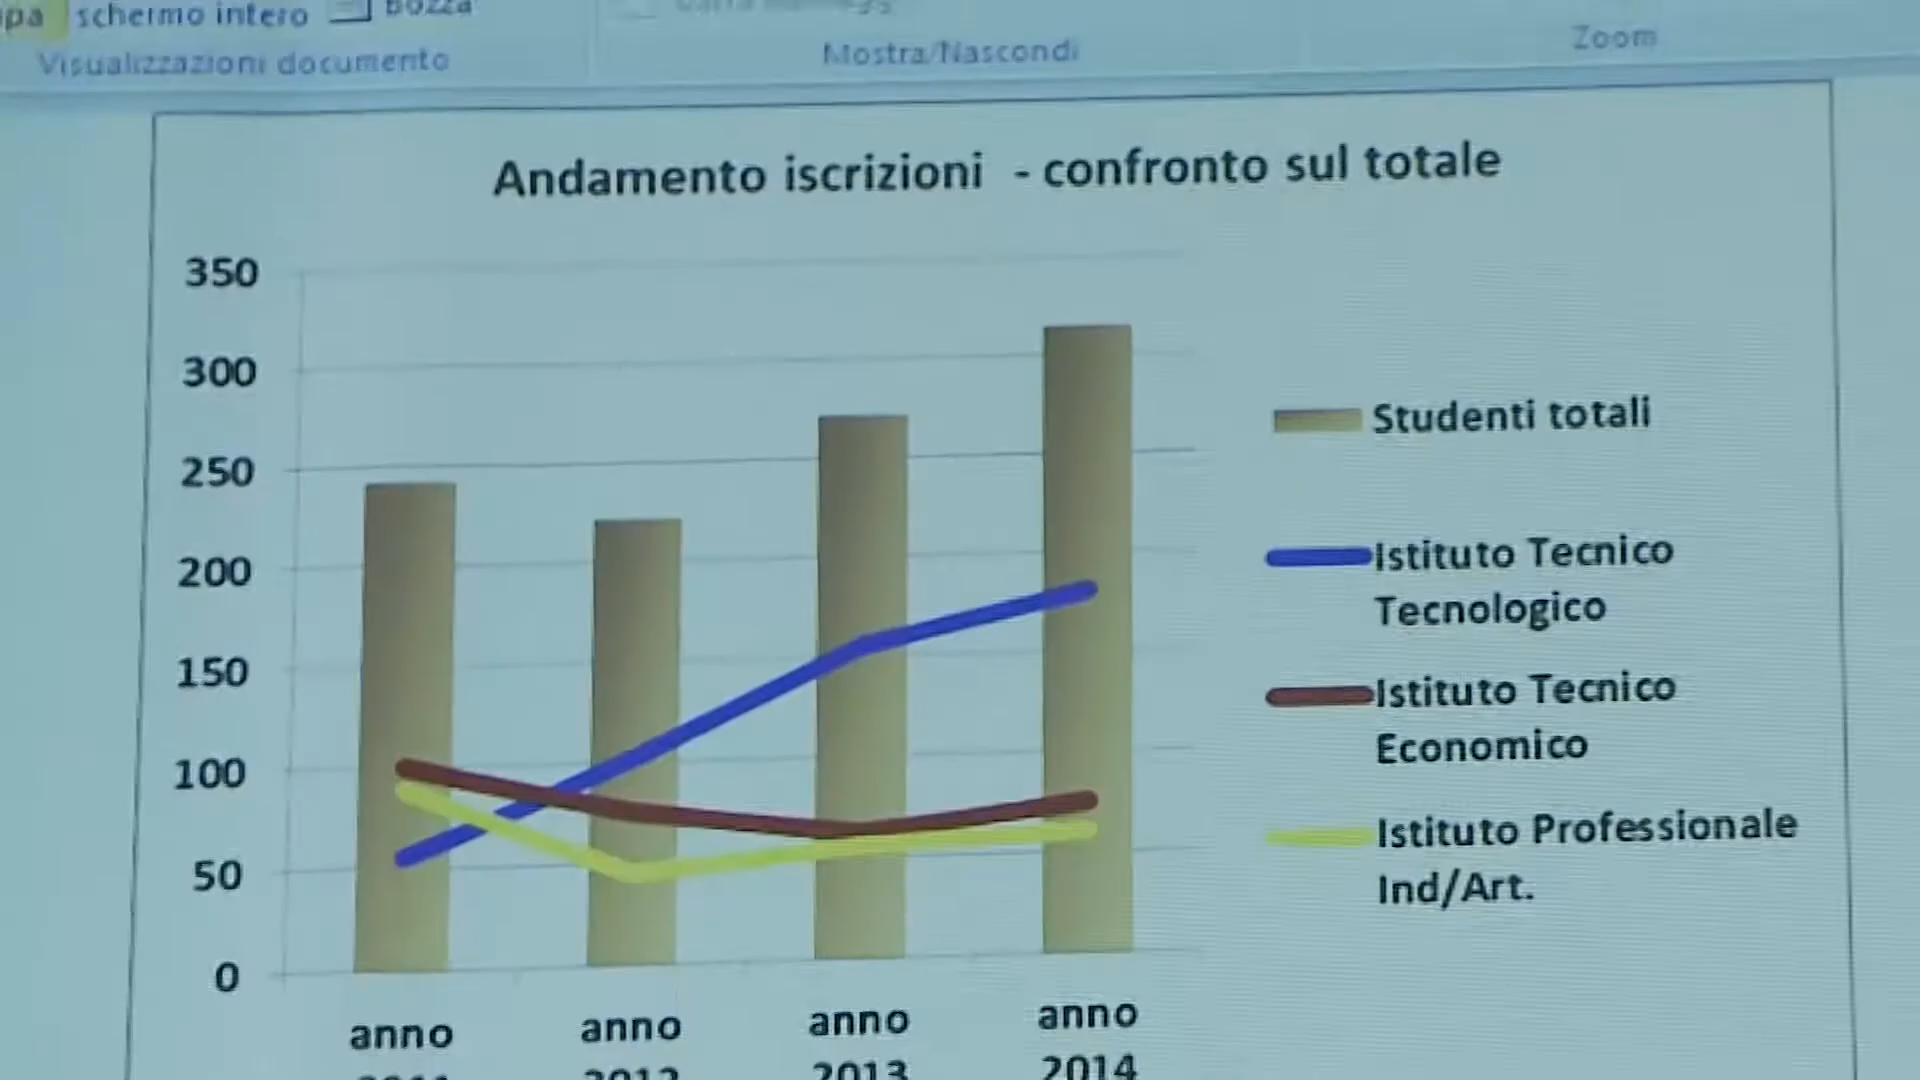 schermo intero
Bozza
Visualizzazioni documento
Mostra/Nascondi
Zoom
Andamento iscrizioni - confronto sul totale
350
300
250
200
150
100
50
0
Studenti totali
Istituto Tecnico
Tecnologico
Istituto Tecnico
Economico
Istituto Professionale
Ind/Art.
anno
2011
anno
2012
anno
2013
anno
2014